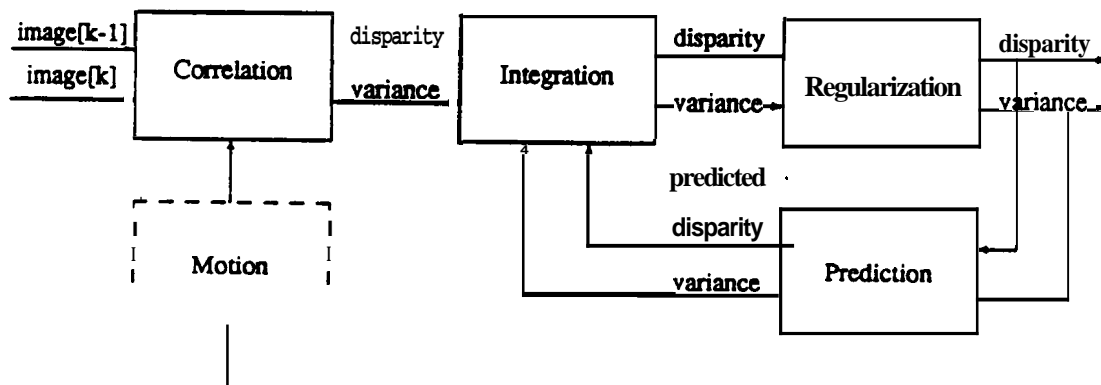 image[k-1]
image[k]
Correlation
disparity
variance
Integration
disparity
variance
Regularization
disparity
variance
predicted
disparity
variance
Prediction
Motion